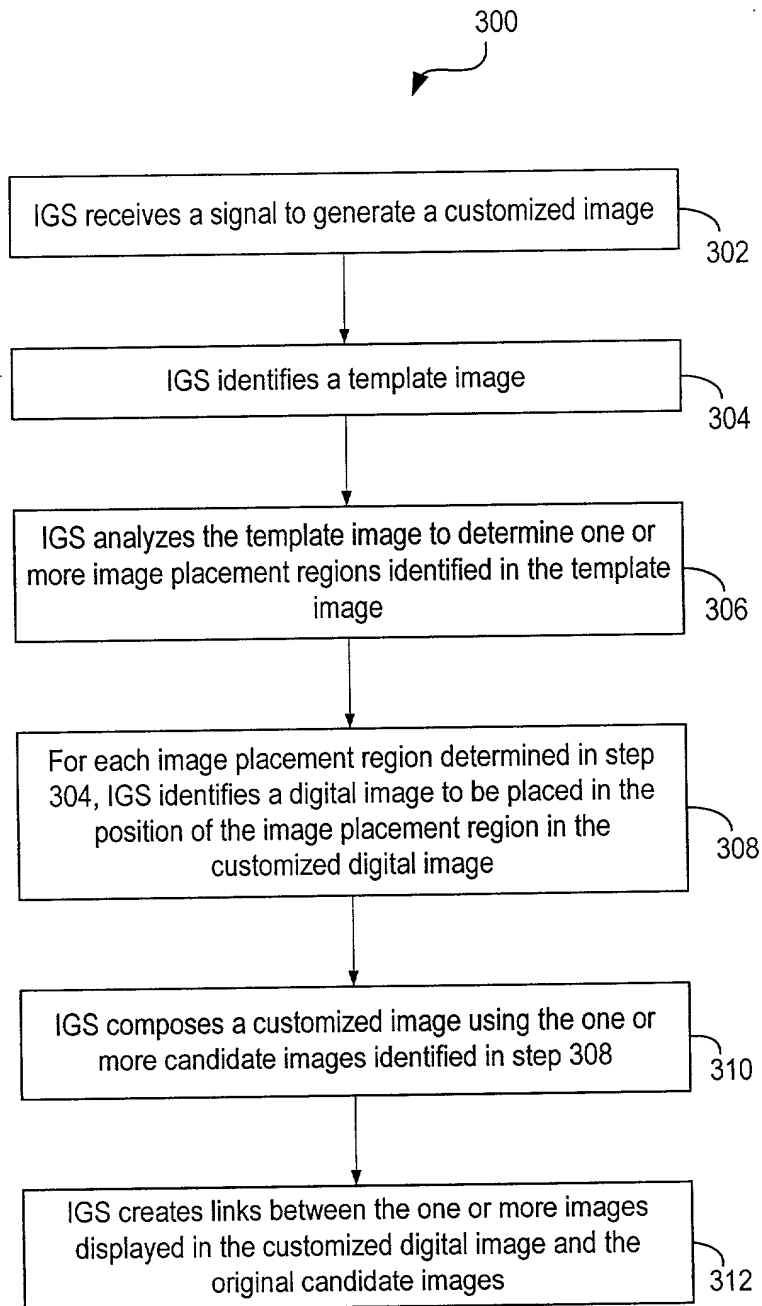 300
IGS receives a signal to generate a customized image
302
IGS identifies a template image
304
IGS analyzes the template image to determine one or
more image placement regions identified in the template
image
306
For each image placement region determined in step
304, IGS identifies a digital image to be placed in the
position of the image placement region in the
customized digital image
308
IGS composes a customized image using the one or
more candidate images identified in step 308
310
IGS creates links between the one or more images
displayed in the customized digital image and the
original candidate images
312